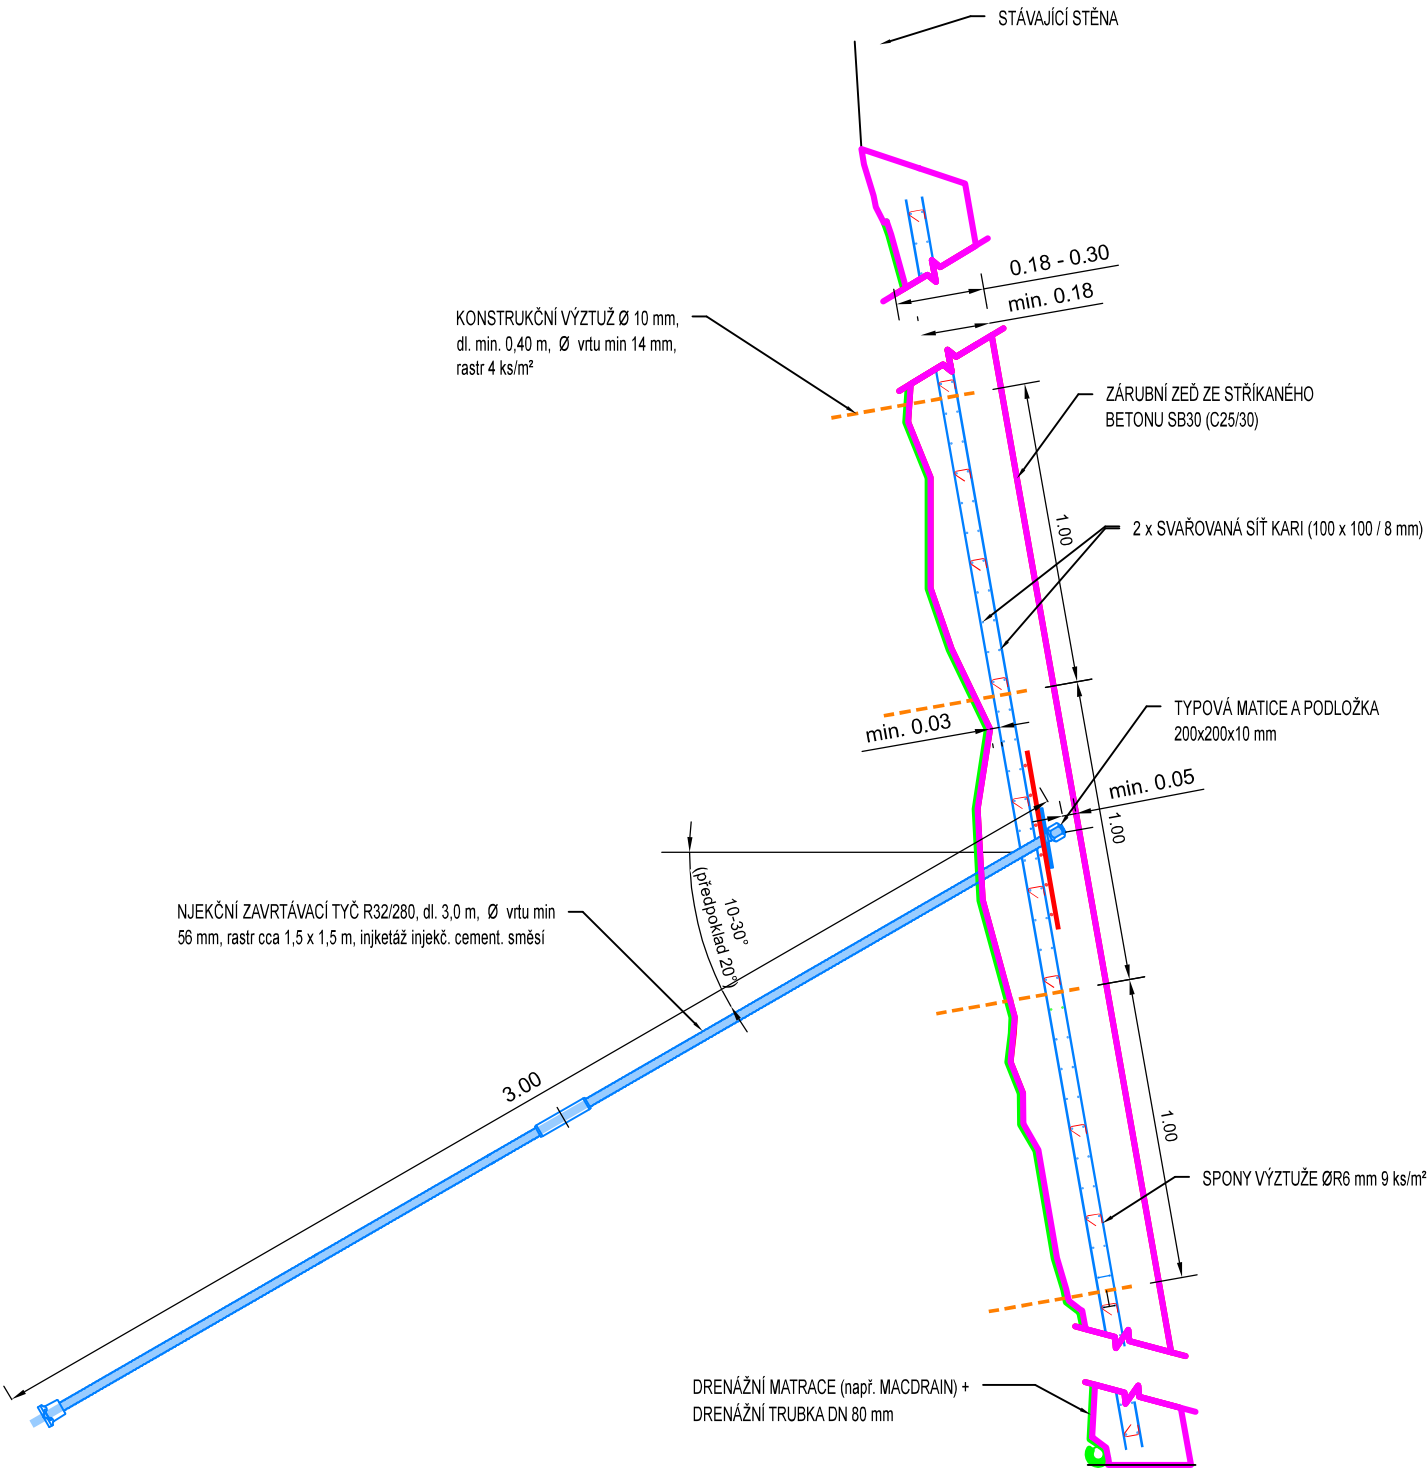 STÁVAJÍCÍ STĚNA
0.18 - 0.30
min. 0.18
KONSTRUKČNÍ VÝZTUŽ Ø 10 mm,
dl. min. 0,40 m, Ø vrtu min 14 mm,
rastr 4 ks/m²
ZÁRUBNÍ ZEĎ ZE STŘÍKANÉHO
BETONU SB30 (C25/30)
1.00
2 x SVAŘOVANÁ SÍŤ KARI (100 x 100 / 8 mm)
TYPOVÁ MATICE A PODLOŽKA
200x200x10 mm
min. 0.03
min. 0.05
1.00
10-30°
(předpoklad 20°)
NJEKČNÍ ZAVRTÁVACÍ TYČ R32/280, dl. 3,0 m, Ø vrtu min
56 mm, rastr cca 1,5 x 1,5 m, injketáž injekč. cement. směsí
3.00
1.00
SPONY VÝZTUŽE ØR6 mm 9 ks/m²
DRENÁŽNÍ MATRACE (např. MACDRAIN) +
DRENÁŽNÍ TRUBKA DN 80 mm